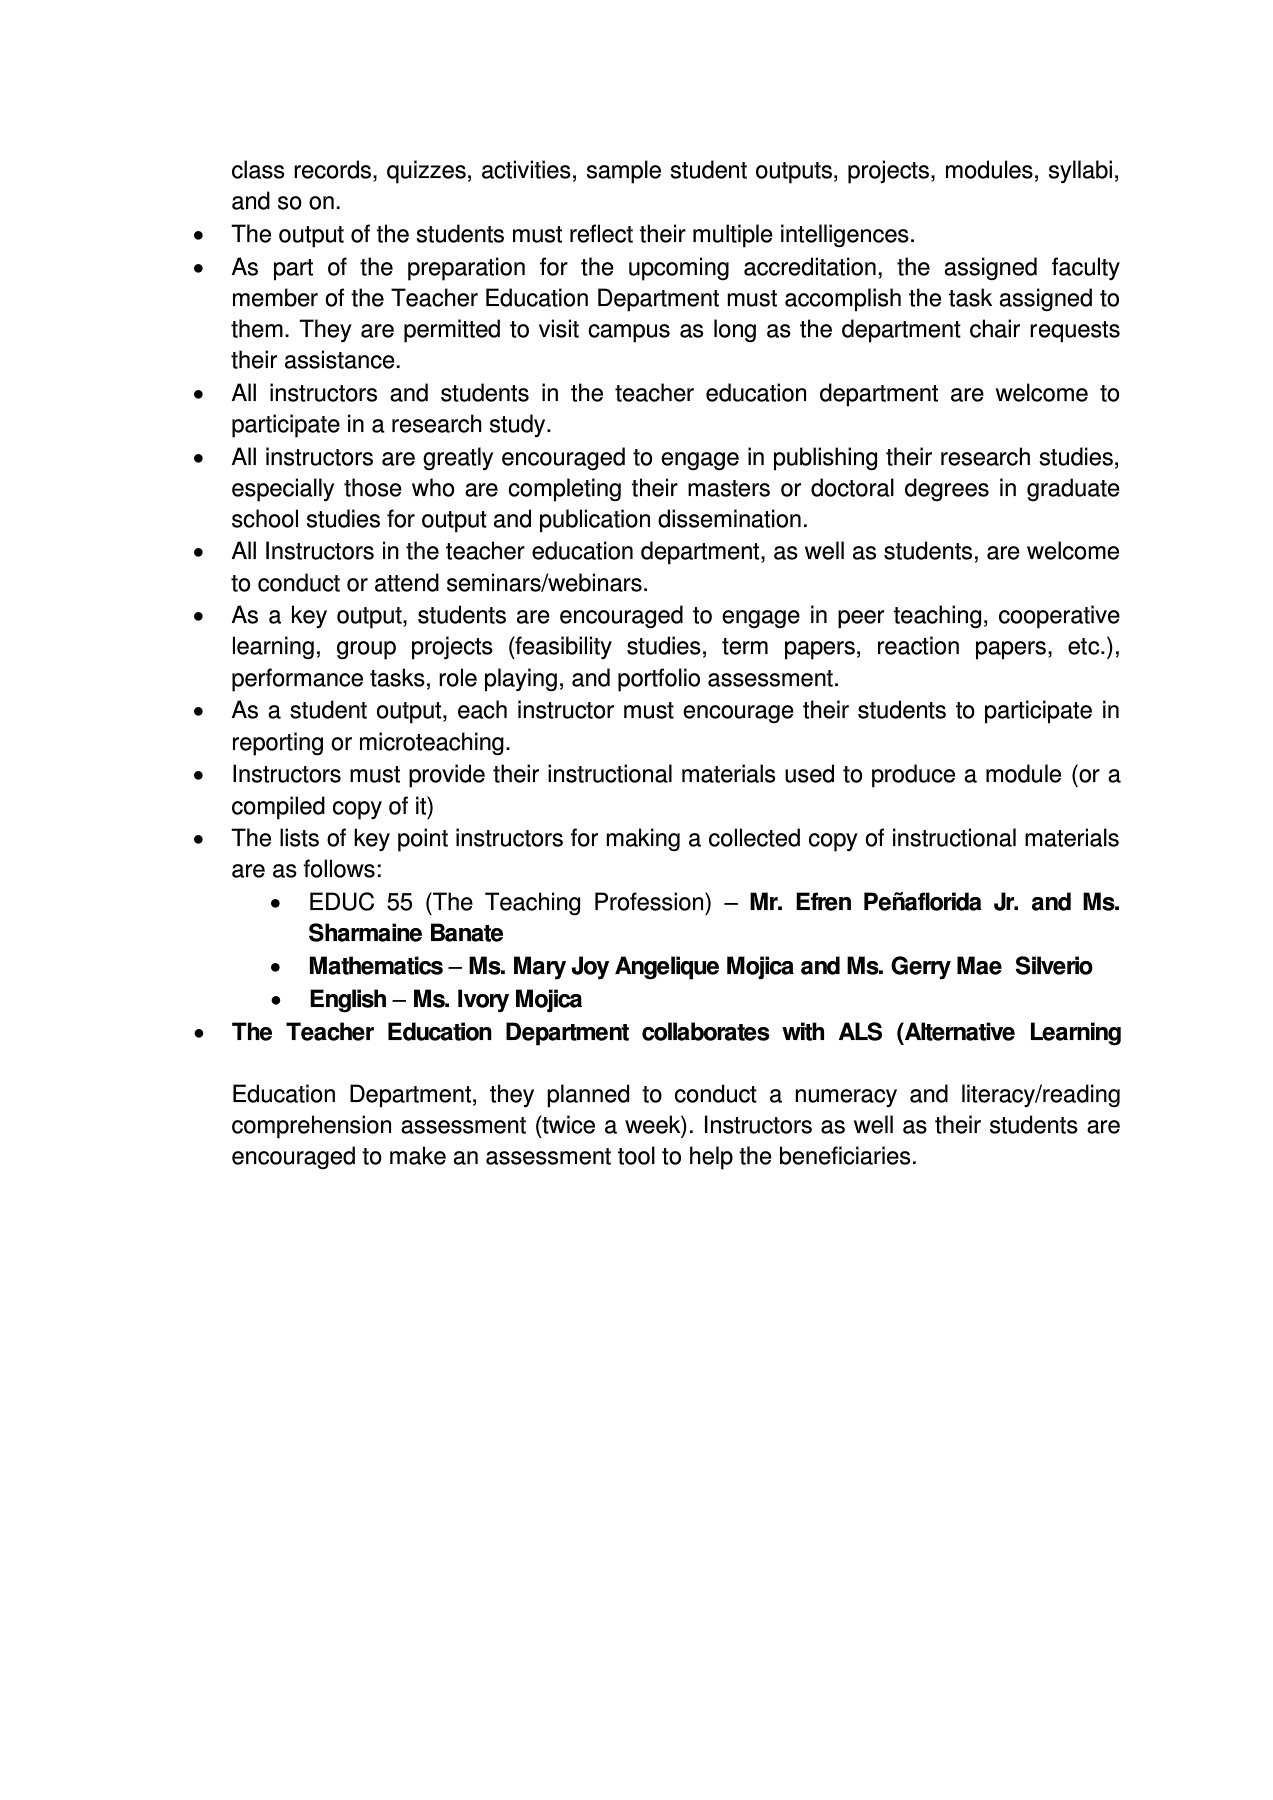 class records, quizzes, activities, sample student outputs, projects, modules, syllabi,
and so on.
• The output of the students must reflect their multiple intelligences.
• As part of the preparation for the upcoming accreditation, the assigned faculty
member of the Teacher Education Department must accomplish the task assigned to
them. They are permitted to visit campus as long as the department chair requests
their assistance.
• All instructors and students in the teacher education department are welcome to
participate in a research study.
• All instructors are greatly encouraged to engage in publishing their research studies,
especially those who are completing their masters or doctoral degrees in graduate
school studies for output and publication dissemination.
• All Instructors in the teacher education department, as well as students, are welcome
to conduct or attend seminars/webinars.
• As a key output, students are encouraged to engage in peer teaching, cooperative
learning, group projects (feasibility studies, term papers, reaction papers, etc.),
performance tasks, role playing, and portfolio assessment.
• As a student output, each instructor must encourage their students to participate in
reporting or microteaching.
• Instructors must provide their instructional materials used to produce a module (or a
compiled copy of it)
• The lists of key point instructors for making a collected copy of instructional materials
are as follows:
• EDUC 55 (The Teaching Profession) – Mr. Efren Peñaflorida Jr. and Ms.
Sharmaine Banate
• Mathematics – Ms. Mary Joy Angelique Mojica and Ms. Gerry Mae Silverio
• English – Ms. Ivory Mojica
• The Teacher Education Department collaborates with ALS (Alternative Learning
Education Department, they planned to conduct a numeracy and literacy/reading
comprehension assessment (twice a week). Instructors as well as their students are
encouraged to make an assessment tool to help the beneficiaries.